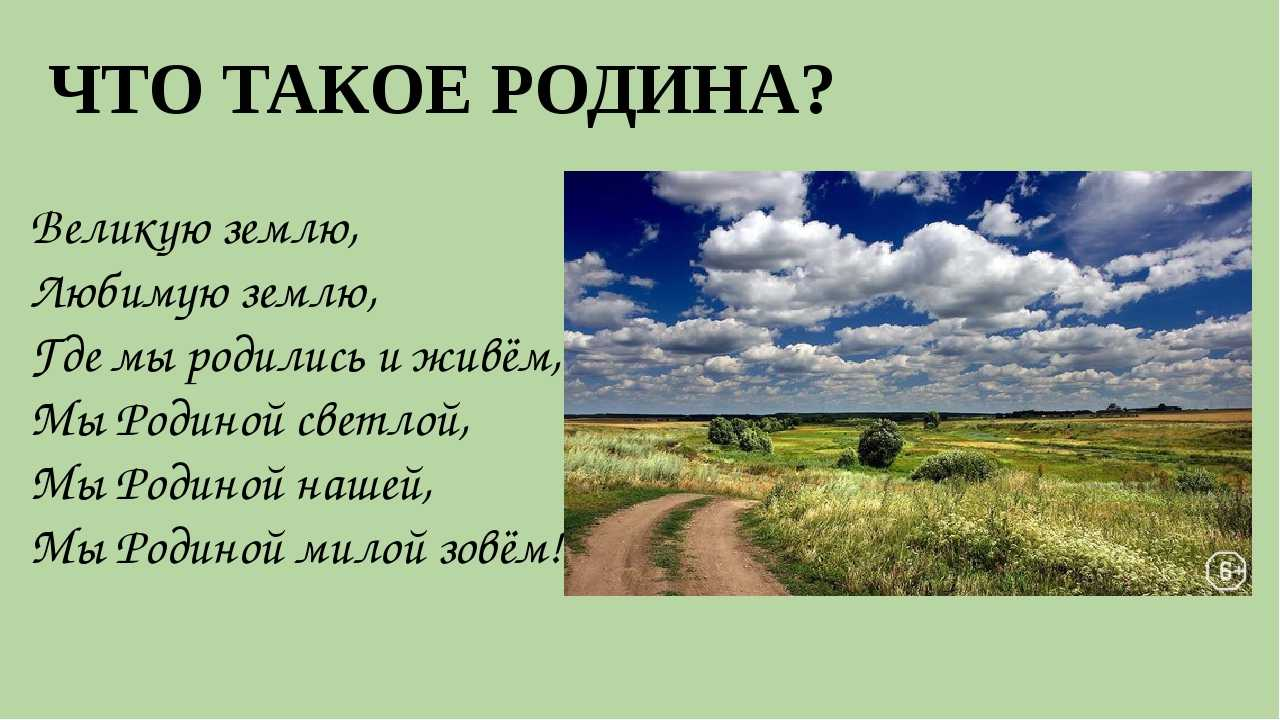 ЧТО ТАКОЕ РОДИНА?
Великую землю,
Любимую землю,
Где мы родились и живём,
Мы Родиной светлой,
Мы Родиной нашей,
Мы Родиной милой зовём!
6+